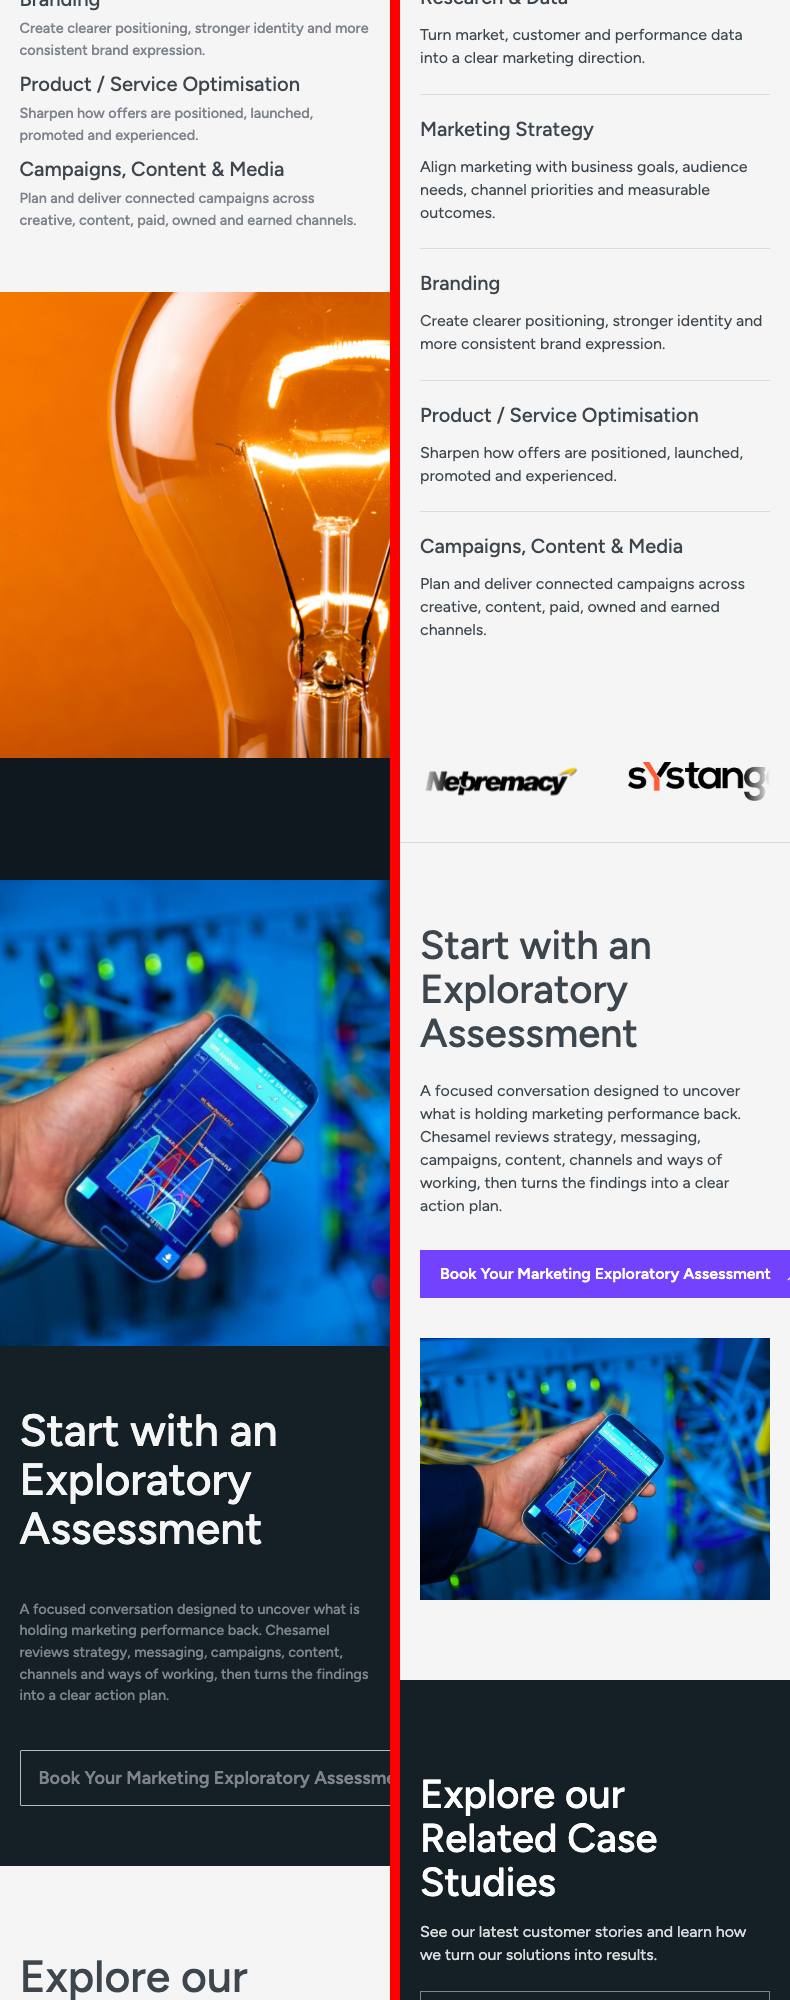 Branding
Create clearer positioning, stronger identity and more
consistent brand expression.
Product / Service Optimisation
Sharpen how offers are positioned, launched,
promoted and experienced.
Campaigns, Content & Media
Plan and deliver connected campaigns across
creative, content, paid, owned and earned channels.
Start with an
Exploratory
Assessment
A focused conversation designed to uncover what is
holding marketing performance back. Chesamel
reviews strategy, messaging, campaigns, content,
channels and ways of working, then turns the findings
into a clear action plan.
Book Your Marketing Exploratory Assessme
Explore our
Research & Data
Turn market, customer and performance data
into a clear marketing direction.
Marketing Strategy
Align marketing with business goals, audience
needs, channel priorities and measurable
outcomes.
Branding
Create clearer positioning, stronger identity and
more consistent brand expression.
Product / Service Optimisation
Sharpen how offers are positioned, launched,
promoted and experienced.
Campaigns, Content & Media
Plan and deliver connected campaigns across
creative, content, paid, owned and earned
channels.
Netpremacy sYstang
Start with an
Exploratory
Assessment
A focused conversation designed to uncover
what is holding marketing performance back.
Chesamel reviews strategy, messaging,
campaigns, content, channels and ways of
working, then turns the findings into a clear
action plan.
Book Your Marketing Exploratory Assessment
Explore our
Related Case
Studies
See our latest customer stories and learn how
we turn our solutions into results.